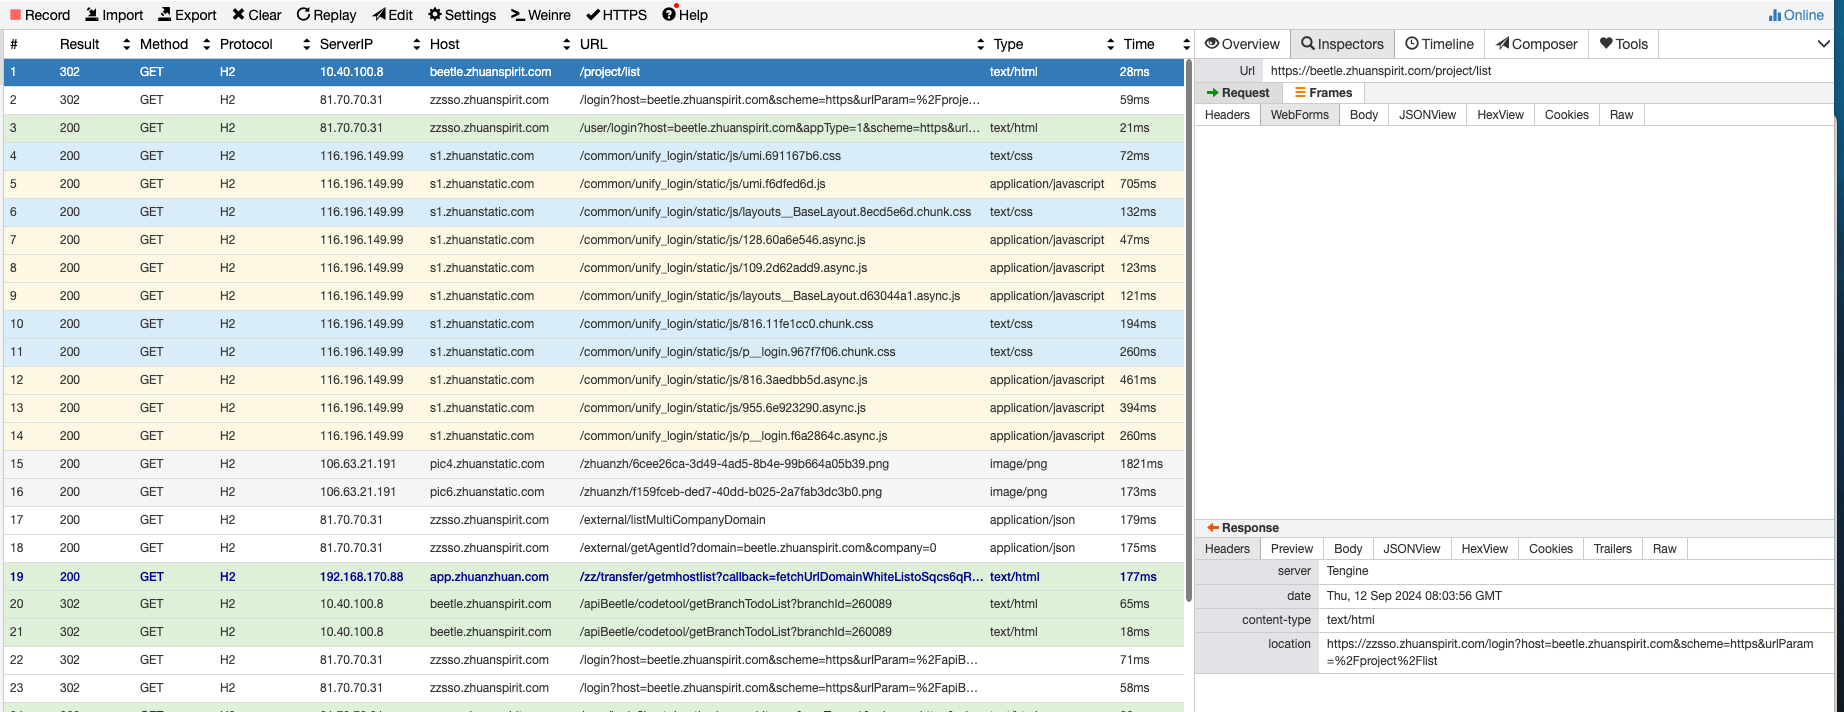 Record Import Export Clear Replay Edit Settings Weinre HTTPS Help Online
# Result Method Protocol ServerIP Host URL Type Time
1 302 GET H2 10.40.100.8 beetle.zhuanspirit.com /project/list text/html 28ms
2 302 GET H2 81.70.70.31 zzsso.zhuanspirit.com /login?host=beetle.zhuanspirit.com&scheme=https&urlParam=%2Fproje... 59ms
3 200 GET H2 81.70.70.31 zzsso.zhuanspirit.com /user/login?host=beetle.zhuanspirit.com&appType=1&scheme=https&url... text/html 21ms
4 200 GET H2 116.196.149.99 s1.zhuanstatic.com /common/unify_login/static/js/umi.691167b6.css text/css 72ms
5 200 GET H2 116.196.149.99 s1.zhuanstatic.com /common/unify_login/static/js/umi.f6dfed6d.js application/javascript 705ms
6 200 GET H2 116.196.149.99 s1.zhuanstatic.com /common/unify_login/static/js/layouts__BaseLayout.8ecd5e6d.chunk.css text/css 132ms
7 200 GET H2 116.196.149.99 s1.zhuanstatic.com /common/unify_login/static/js/128.60a6e546.async.js application/javascript 47ms
8 200 GET H2 116.196.149.99 s1.zhuanstatic.com /common/unify_login/static/js/109.2d62add9.async.js application/javascript 123ms
9 200 GET H2 116.196.149.99 s1.zhuanstatic.com /common/unify_login/static/js/layouts__BaseLayout.d63044a1.async.js application/javascript 121ms
10 200 GET H2 116.196.149.99 s1.zhuanstatic.com /common/unify_login/static/js/816.11fe1cc0.chunk.css text/css 194ms
11 200 GET H2 116.196.149.99 s1.zhuanstatic.com /common/unify_login/static/js/p__login.967f7f06.chunk.css text/css 260ms
12 200 GET H2 116.196.149.99 s1.zhuanstatic.com /common/unify_login/static/js/816.3aedbb5d.async.js application/javascript 461ms
13 200 GET H2 116.196.149.99 s1.zhuanstatic.com /common/unify_login/static/js/955.6e923290.async.js application/javascript 394ms
14 200 GET H2 116.196.149.99 s1.zhuanstatic.com /common/unify_login/static/js/p__login.f6a2864c.async.js application/javascript 260ms
15 200 GET H2 106.63.21.191 pic4.zhuanstatic.com /zhuanzh/6cee26ca-3d49-4ad5-8b4e-99b664a05b39.png image/png 1821ms
16 200 GET H2 106.63.21.191 pic6.zhuanstatic.com /zhuanzh/f159fceb-ded7-40dd-b025-2a7fab3dc3b0.png image/png 173ms
17 200 GET H2 81.70.70.31 zzsso.zhuanspirit.com /external/listMultiCompanyDomain application/json 179ms
18 200 GET H2 81.70.70.31 zzsso.zhuanspirit.com /external/getAgentId?domain=beetle.zhuanspirit.com&company=0 application/json 175ms
19 200 GET H2 192.168.170.88 app.zhuanzhuan.com /zz/transfer/getmhostlist?callback=fetchUrlDomainWhiteListoSqcs6qR... text/html 177ms
20 302 GET H2 10.40.100.8 beetle.zhuanspirit.com /apiBeetle/codetool/getBranchTodoList?branchId=260089 text/html 65ms
21 302 GET H2 10.40.100.8 beetle.zhuanspirit.com /apiBeetle/codetool/getBranchTodoList?branchId=260089 text/html 18ms
22 302 GET H2 81.70.70.31 zzsso.zhuanspirit.com /login?host=beetle.zhuanspirit.com&scheme=https&urlParam=%2FapiB... 71ms
23 302 GET H2 81.70.70.31 zzsso.zhuanspirit.com /login?host=beetle.zhuanspirit.com&scheme=https&urlParam=%2FapiB... 58ms
Overview Inspectors Timeline Composer Tools
Url https://beetle.zhuanspirit.com/project/list
Request Frames
Headers WebForms Body JSONView HexView Cookies Raw
Response
Headers Preview Body JSONView HexView Cookies Trailers Raw
server Tengine
date Thu, 12 Sep 2024 08:03:56 GMT
content-type text/html
location https://zzsso.zhuanspirit.com/login?host=beetle.zhuanspirit.com&scheme=https&urlParam
=%2Fproject%2Flist